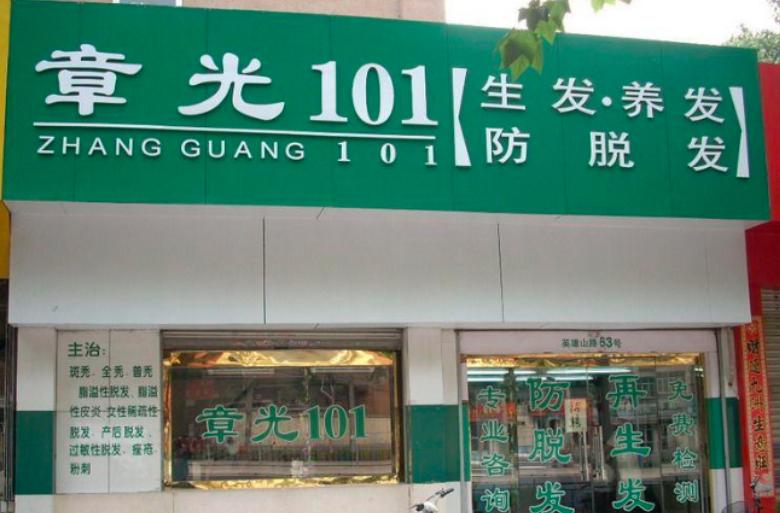 章光101
ZHANG GUANG 101
【生发·养发
防脱发】
英雄山路63号
主治:
斑秃、全秃、普秃
脂溢性脱发、脂溢
性皮炎、女性稀疏性
脱发、产后脱发、
过敏性脱发、痤疮、
粉刺
章光101
专业咨询
防脱发
再生发
免费检测